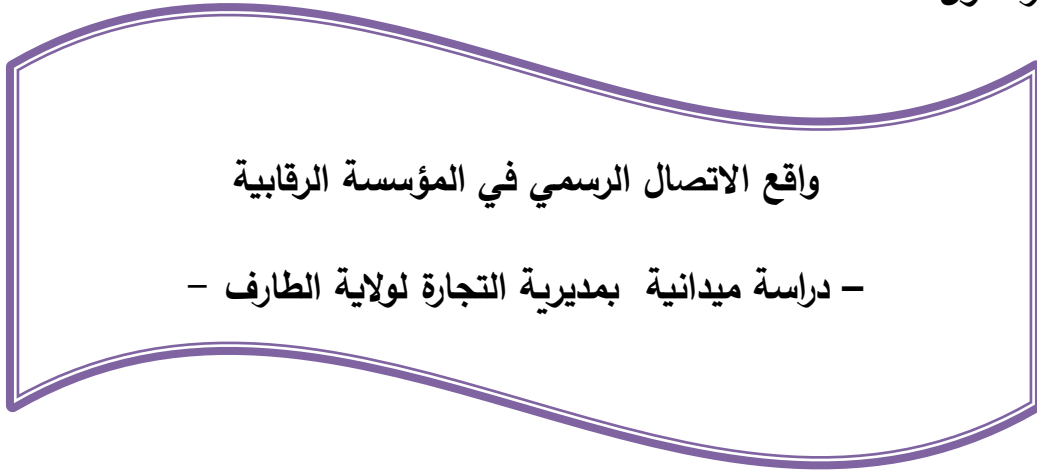 واقع الاتصال الرسمي في المؤسسة الرقابية
– دراسة ميدانية بمديرية التجارة لولاية الطارف –